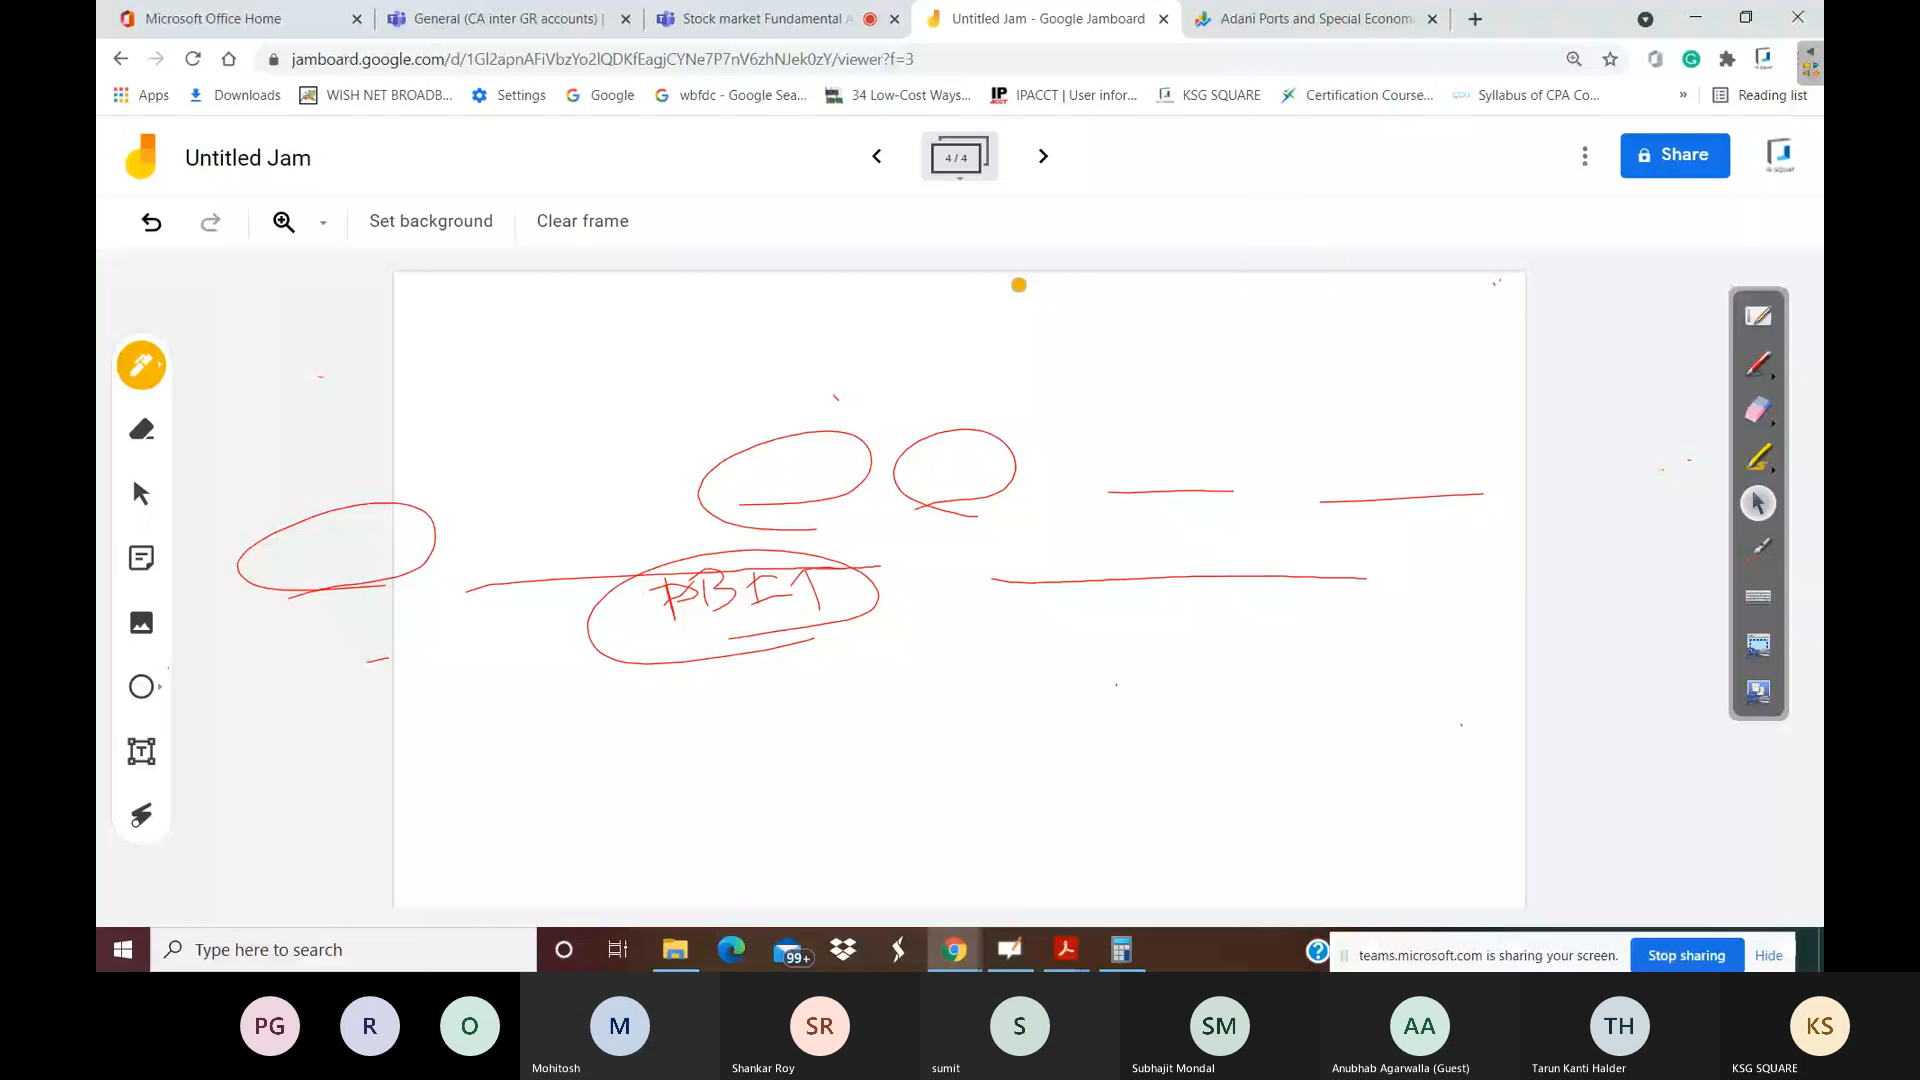 Microsoft Office Home
General (CA inter GR accounts) |
Stock market Fundamental A
Untitled Jam - Google Jamboard
Adani Ports and Special Econom
jamboard.google.com/d/1Gl2apnAFiVbzYo2lQDKfEagjCYNe7P7nV6zhNJek0zY/viewer?f=3
Apps
Downloads
WISH NET BROADB...
Settings
Google
wbfdc - Google Sea...
34 Low-Cost Ways...
IPACCT | User infor...
KSG SQUARE
Certification Course...
Syllabus of CPA Co...
»
Reading list
Untitled Jam
4 / 4
Share
Set background
Clear frame
PBIT
Type here to search
99+
teams.microsoft.com is sharing your screen.
Stop sharing
Hide
PG
R
O
M
SR
S
SM
AA
TH
KS
Mohitosh
Shankar Roy
sumit
Subhajit Mondal
Anubhab Agarwalla (Guest)
Tarun Kanti Halder
KSG SQUARE